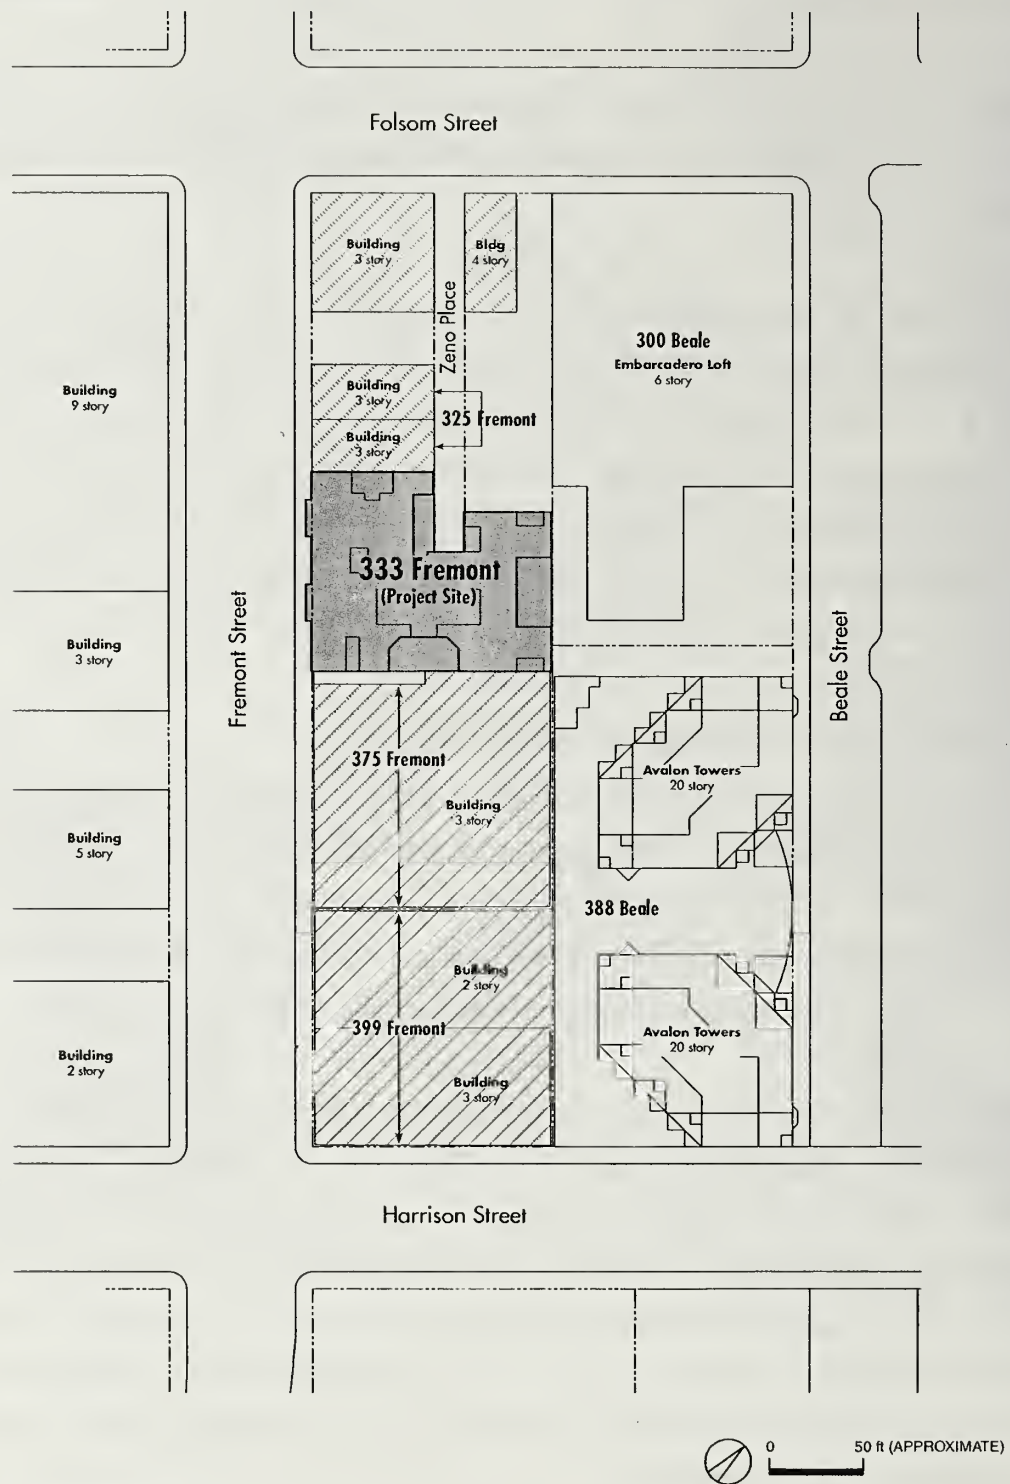 Folsom Street
Building
3 story
Bldg
4 story
Zeno Place
300 Beale
Embarcadero Loft
6 story
Building
9 story
Building
3 story
325 Fremont
Building
3 story
333 Fremont
(Project Site)
Fremont Street
Beale Street
Building
3 story
375 Fremont
Avalon Towers
20 story
Building
3 story
Building
5 story
388 Beale
Building
2 story
399 Fremont
Avalon Towers
20 story
Building
2 story
Building
3 story
Harrison Street
0
50 ft (APPROXIMATE)